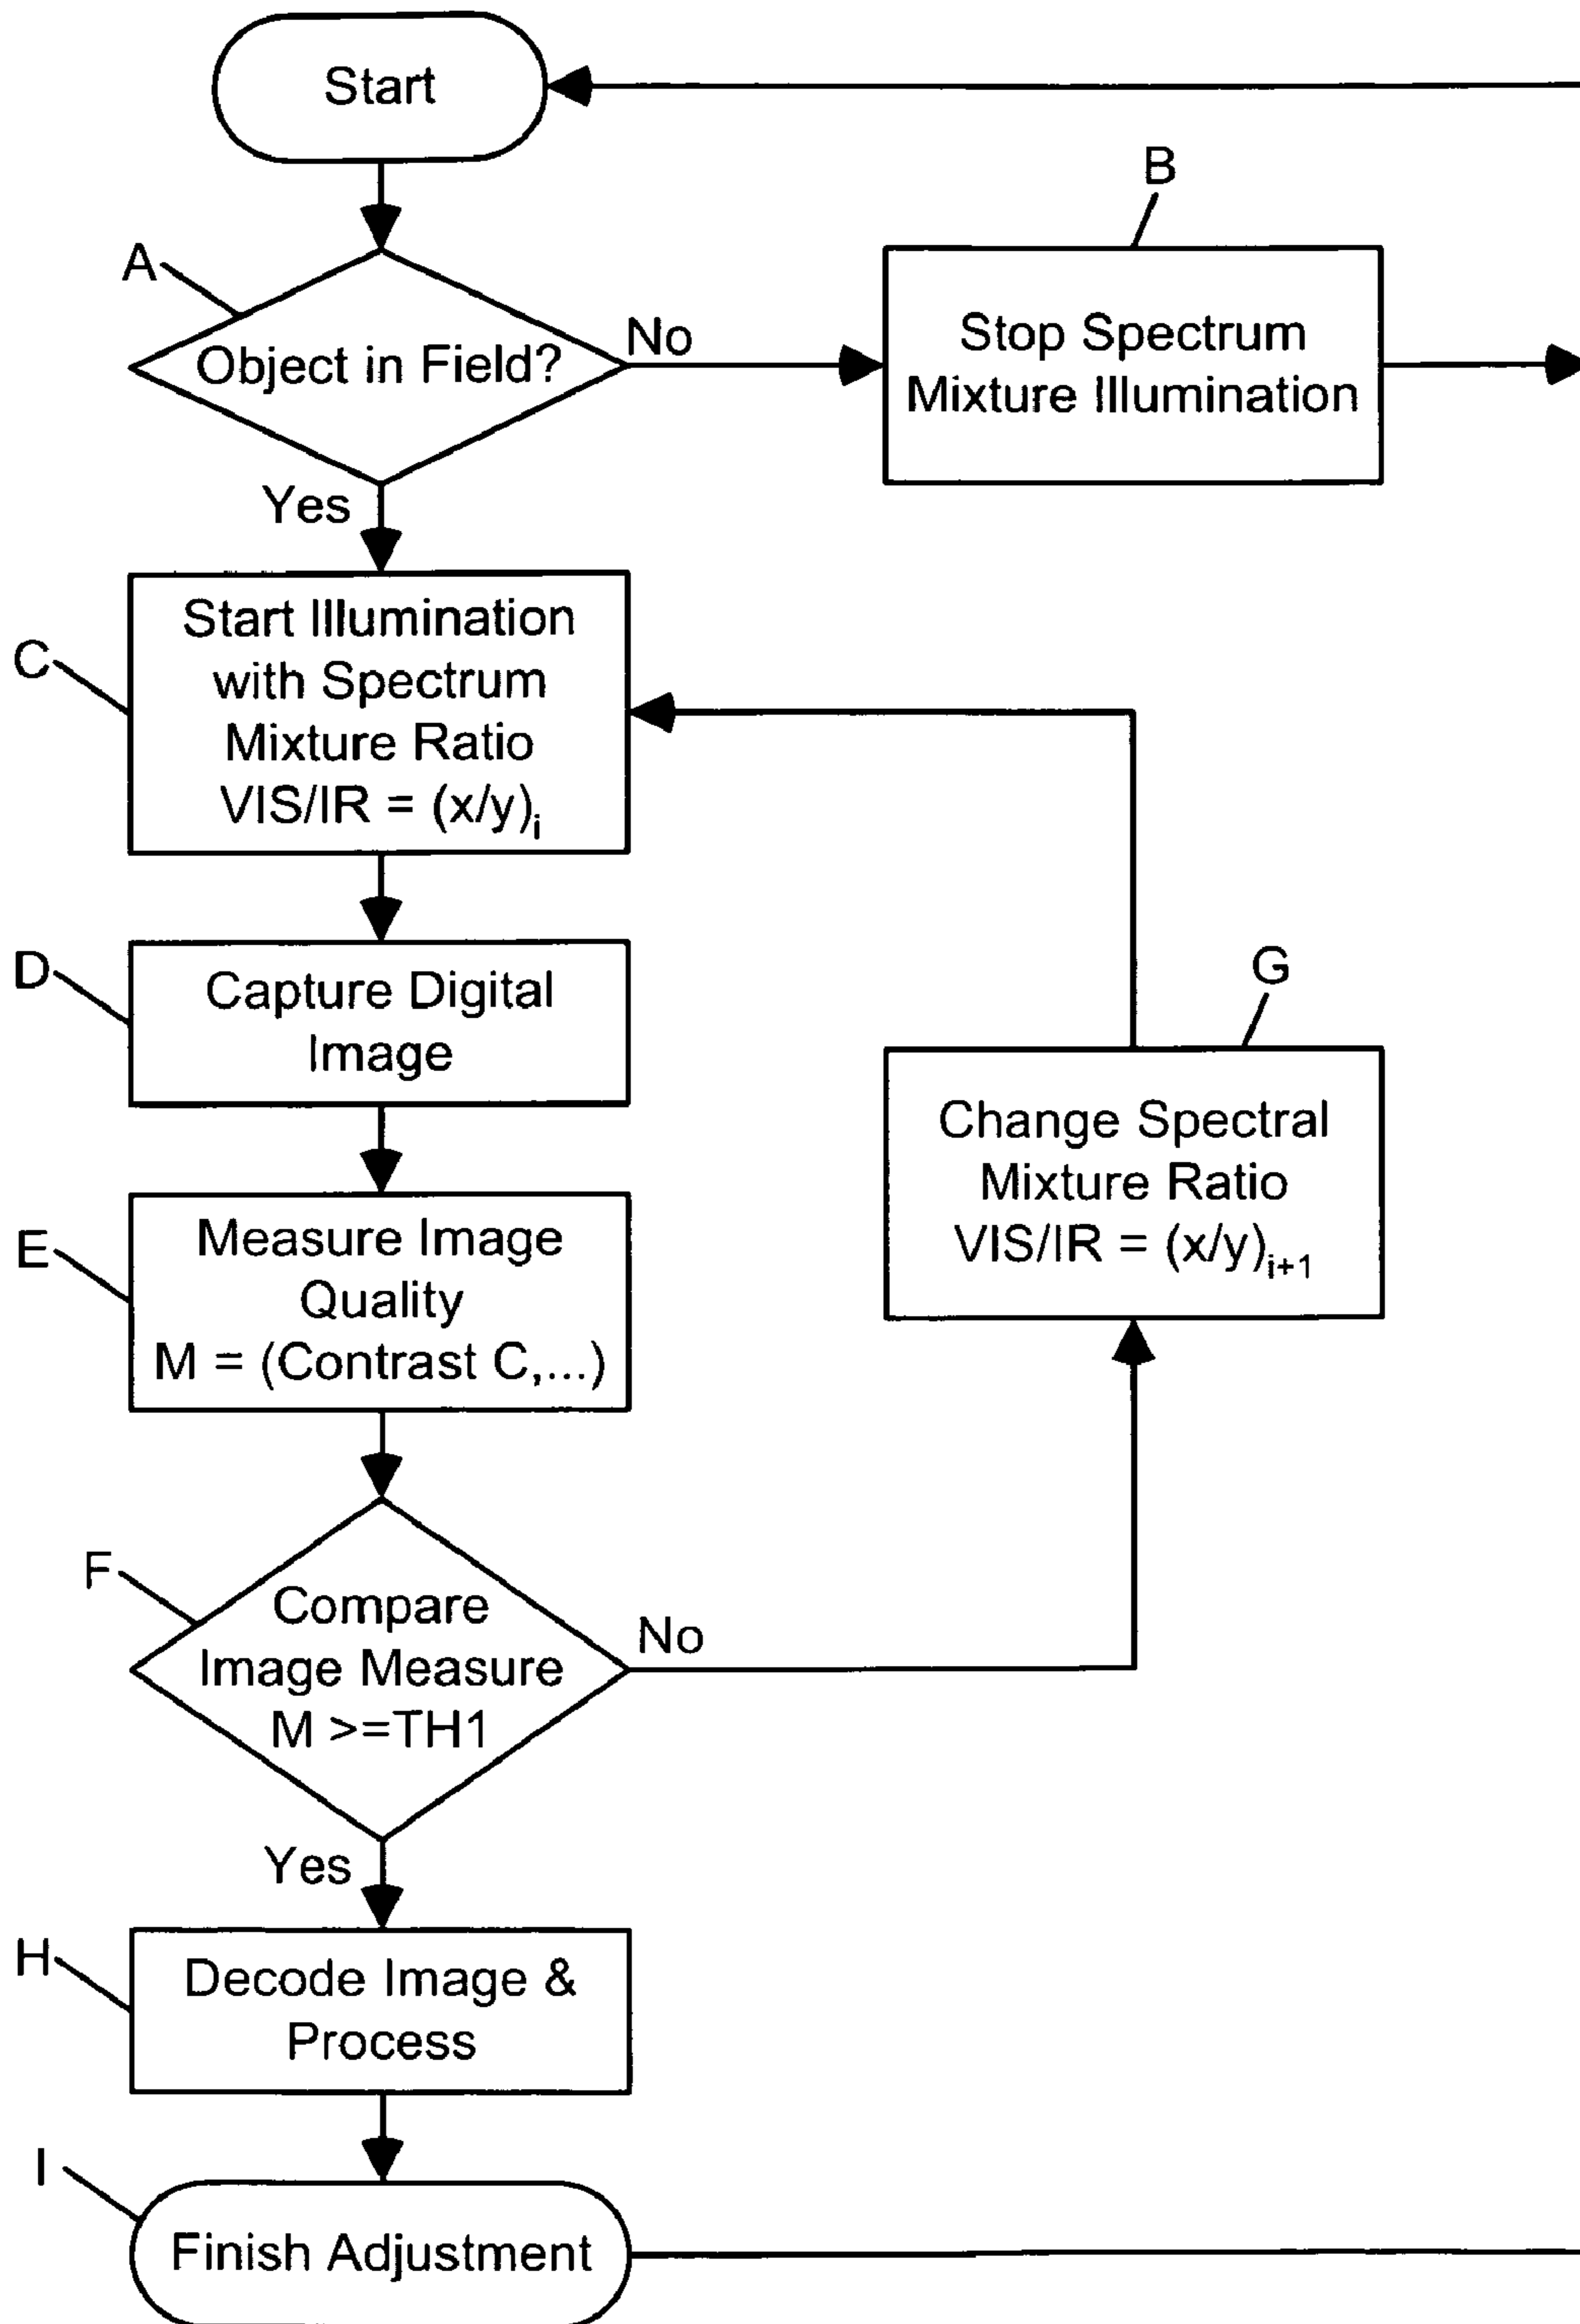 Start
B
A
Object in Field?
No
Stop Spectrum
Mixture Illumination
Yes
C
Start Illumination
with Spectrum
Mixture Ratio
VIS/IR = (x/y)i
D
Capture Digital
Image
G
Change Spectral
Mixture Ratio
VIS/IR = (x/y)i+1
E
Measure Image
Quality
M = (Contrast C,...)
F
Compare
Image Measure
M >=TH1
No
Yes
H
Decode Image &
Process
I
Finish Adjustment